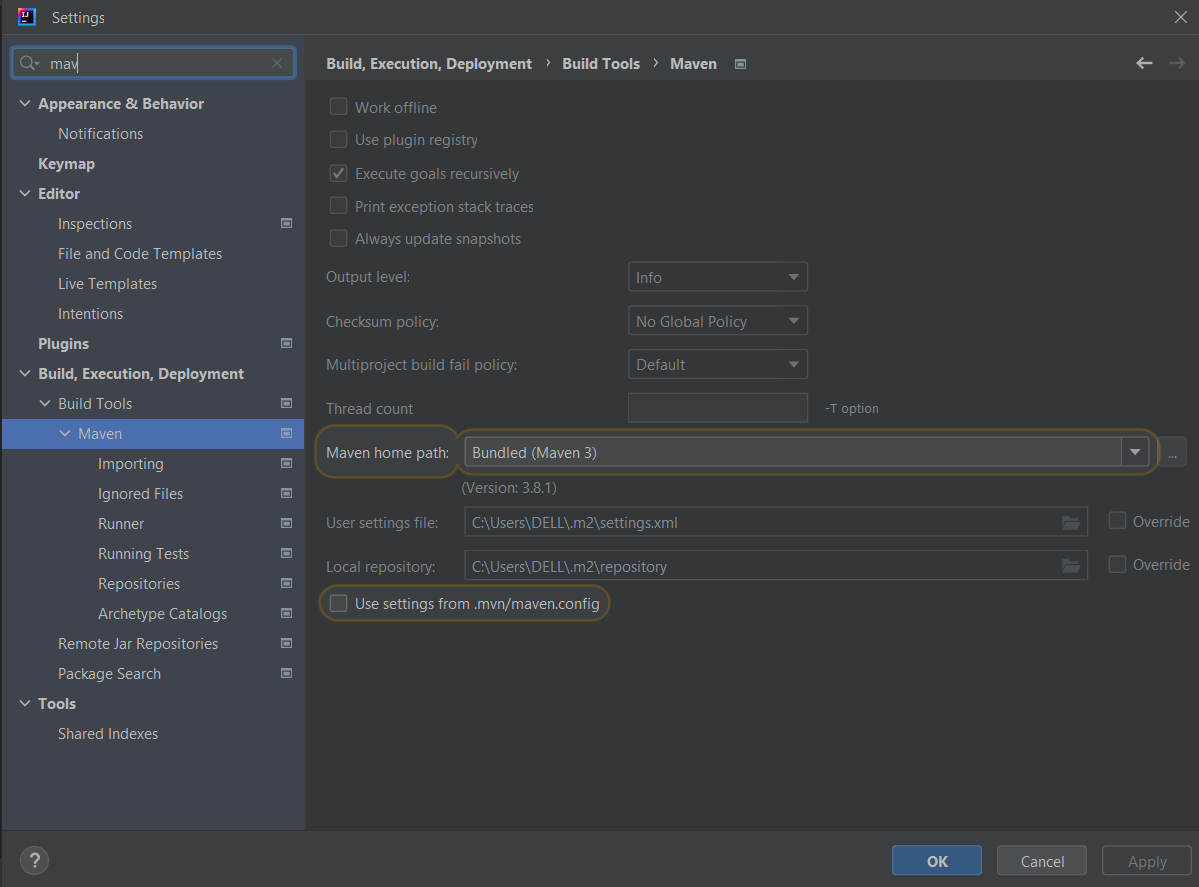 Settings
mav
Appearance & Behavior
Notifications
Keymap
Editor
Inspections
File and Code Templates
Live Templates
Intentions
Plugins
Build, Execution, Deployment
Build Tools
Maven
Importing
Ignored Files
Runner
Running Tests
Repositories
Archetype Catalogs
Remote Jar Repositories
Package Search
Tools
Shared Indexes
Build, Execution, Deployment › Build Tools › Maven
Work offline
Use plugin registry
Execute goals recursively
Print exception stack traces
Always update snapshots
Output level: Info
Checksum policy: No Global Policy
Multiproject build fail policy: Default
Thread count -T option
Maven home path: Bundled (Maven 3) ...
(Version: 3.8.1)
User settings file: C:\Users\DELL\.m2\settings.xml Override
Local repository: C:\Users\DELL\.m2\repository Override
Use settings from .mvn/maven.config
? OK Cancel Apply